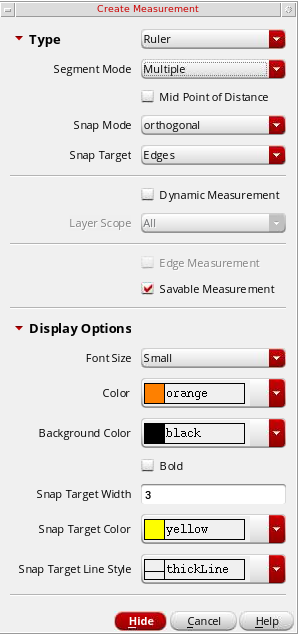 Create Measurement
Type Ruler
Segment Mode Multiple
Mid Point of Distance
Snap Mode orthogonal
Snap Target Edges
Dynamic Measurement
Layer Scope All
Edge Measurement
Savable Measurement
Display Options
Font Size Small
Color orange
Background Color black
Bold
Snap Target Width 3
Snap Target Color yellow
Snap Target Line Style thickLine
Hide Cancel Help